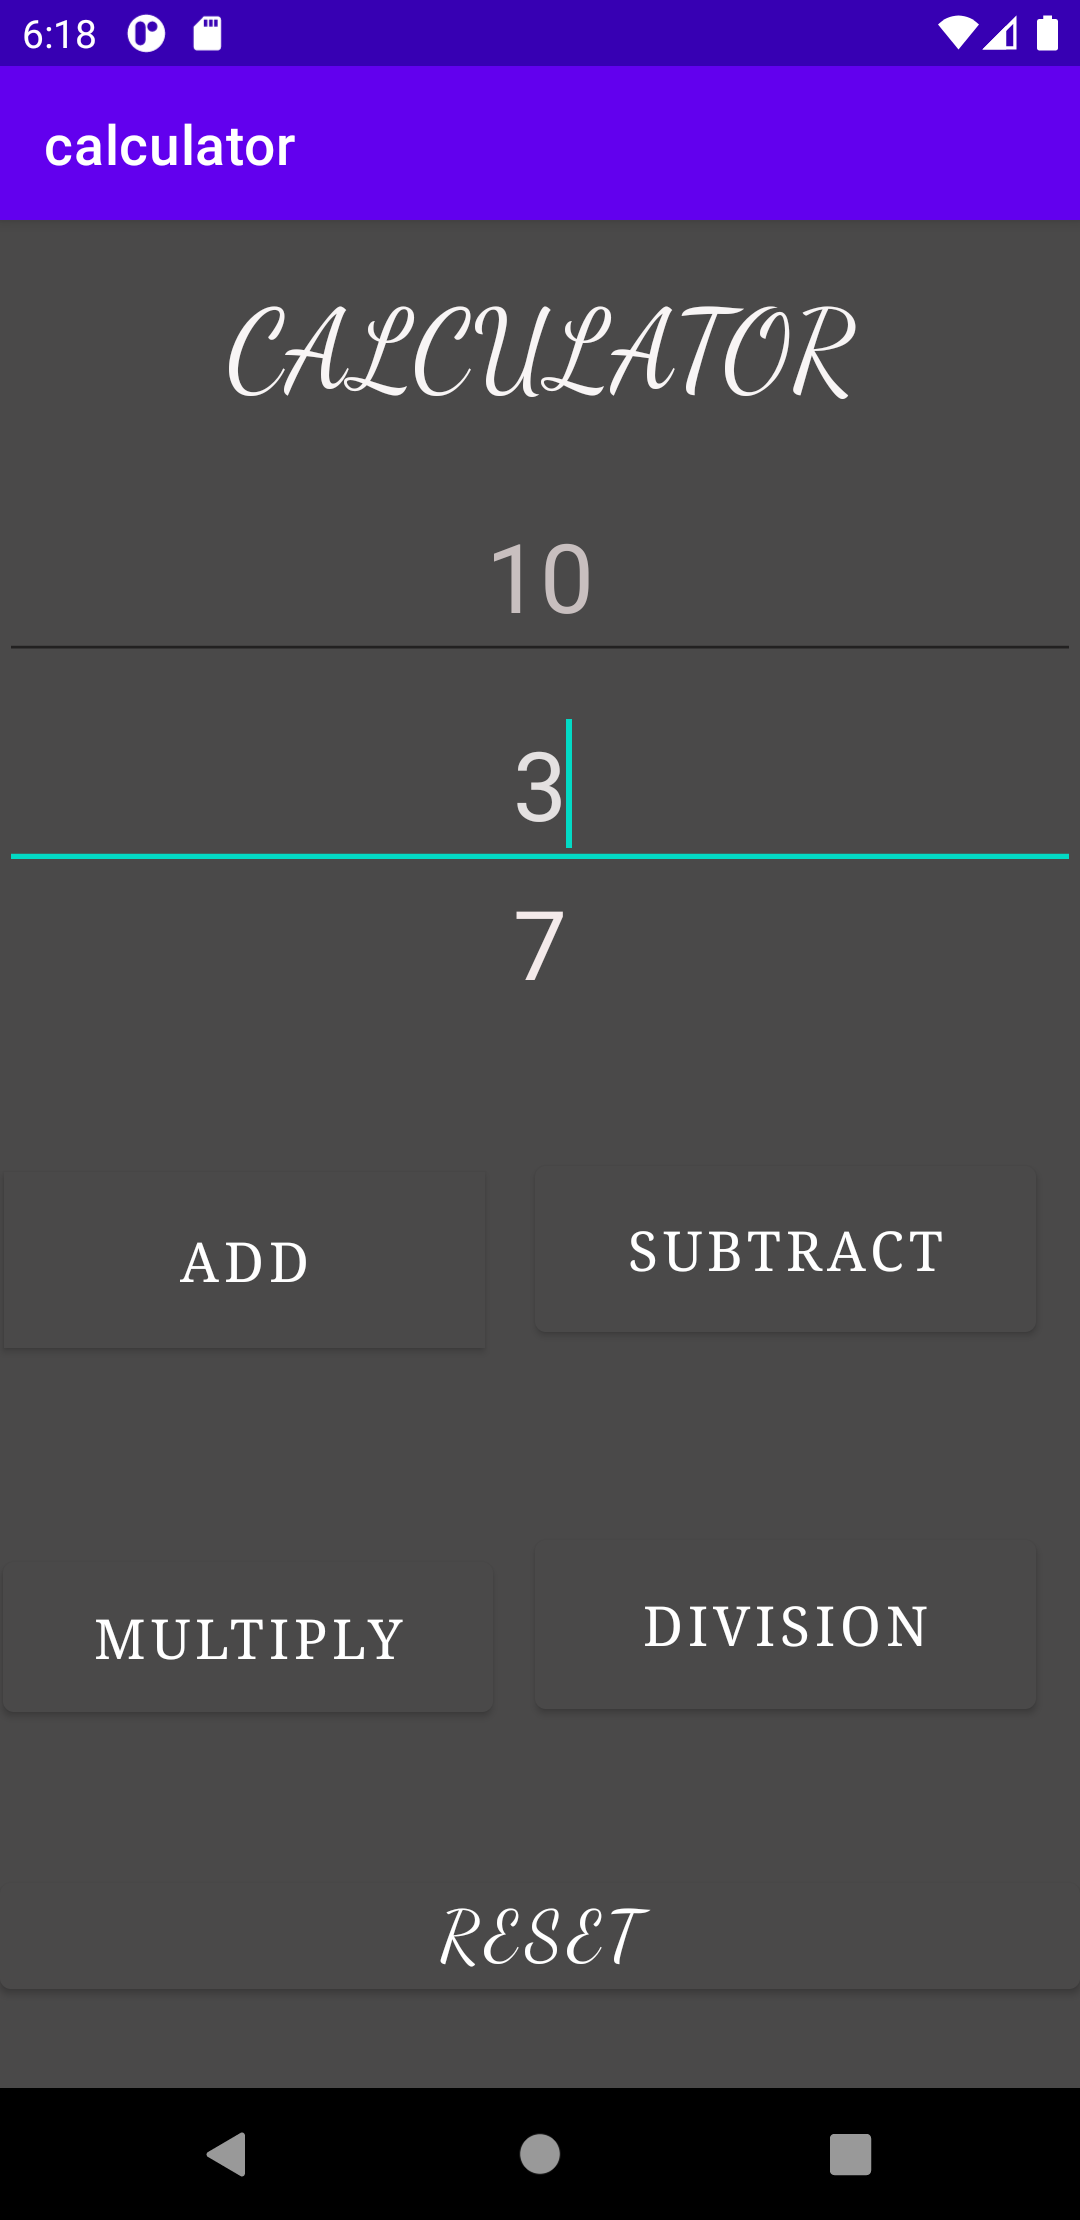 6:18
calculator
CALCULATOR
10
3
7
ADD
SUBTRACT
MULTIPLY
DIVISION
RESET